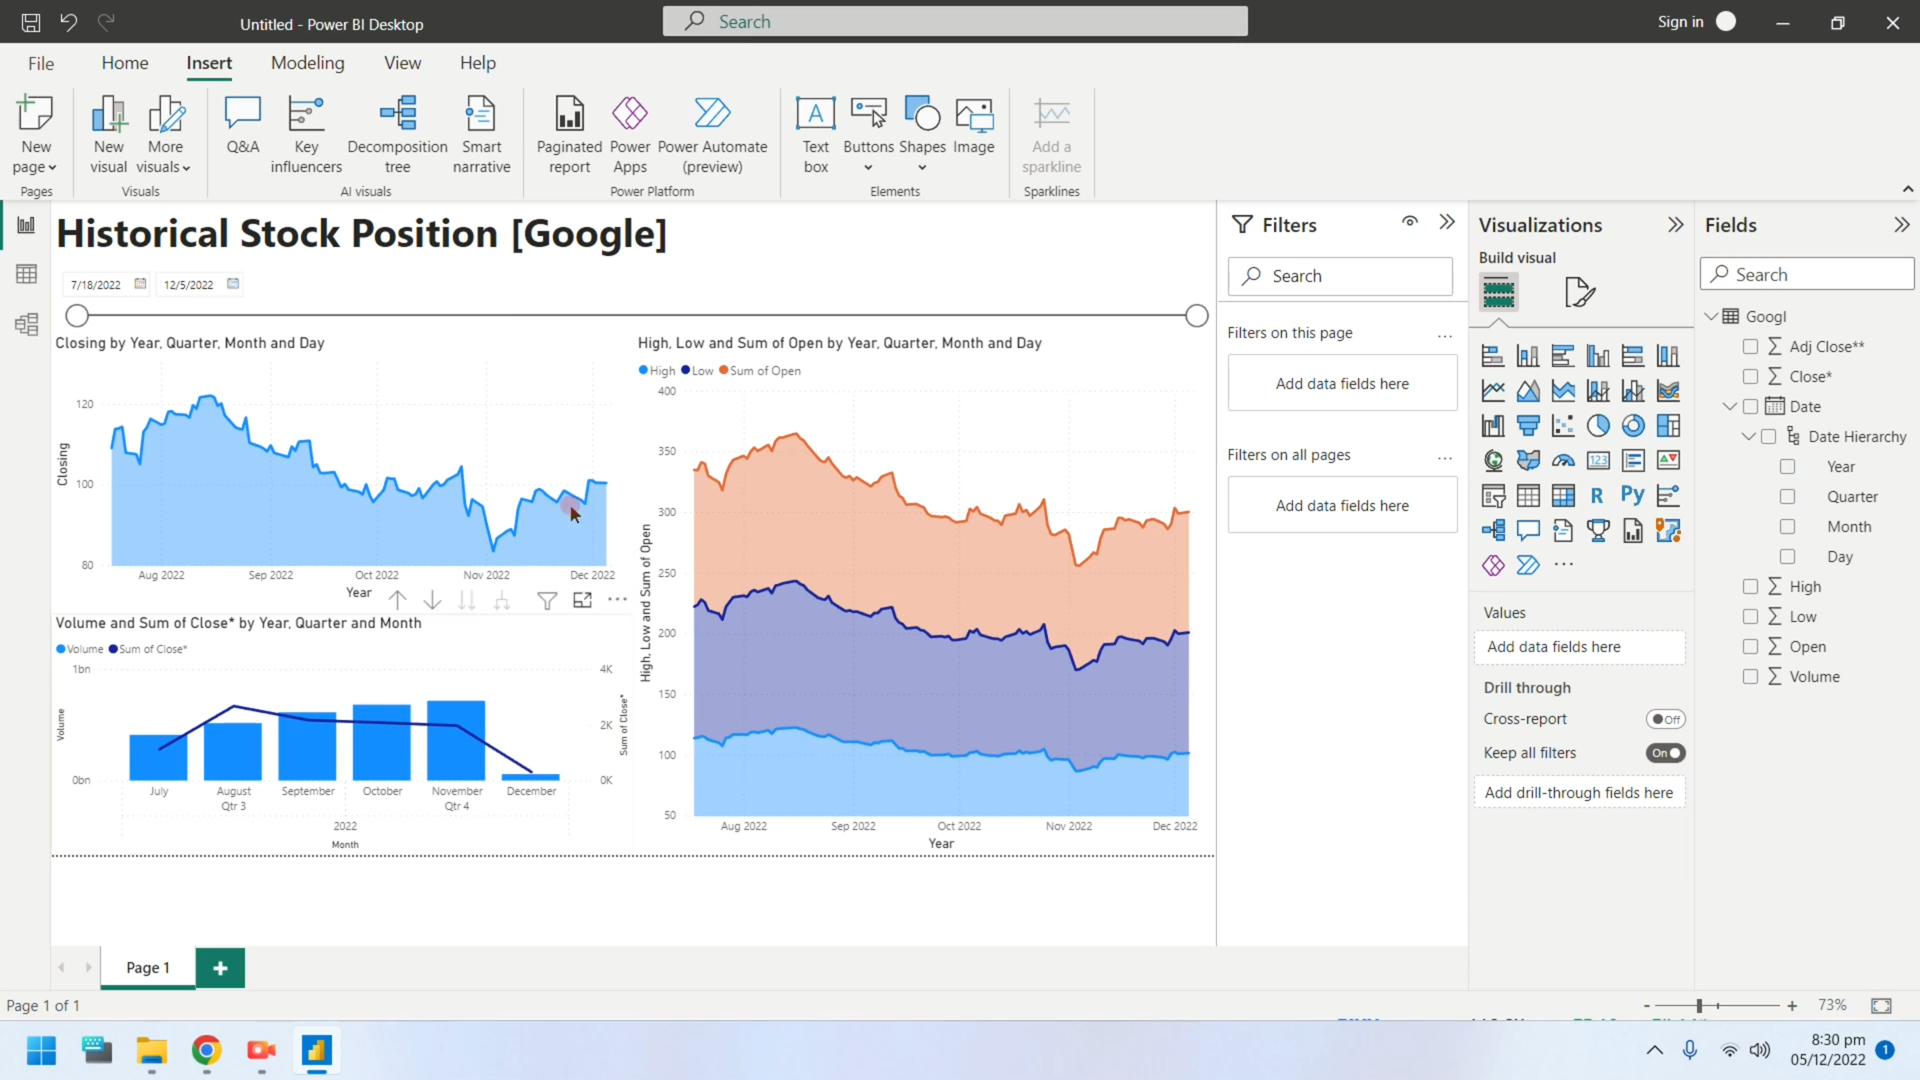 Untitled - Power BI Desktop
Search
Sign in
File Home Insert Modeling View Help
New page
New visual
More visuals
Q&A
Key influencers
Decomposition tree
Smart narrative
Paginated report
Power Apps
Power Automate (preview)
Text box
Buttons
Shapes
Image
Add a sparkline
Pages
Visuals
AI visuals
Power Platform
Elements
Sparklines
Historical Stock Position [Google]
7/18/2022
12/5/2022
Closing by Year, Quarter, Month and Day
Closing
120
100
80
Aug 2022 Sep 2022 Oct 2022 Nov 2022 Dec 2022
Year
Volume and Sum of Close* by Year, Quarter and Month
Volume Sum of Close*
Volume
1bn
0bn
4K
2K
0K
Sum of Close*
July August September October November December
Qtr 3 Qtr 4
2022
Month
High, Low and Sum of Open by Year, Quarter, Month and Day
High Low Sum of Open
High, Low and Sum of Open
400
350
300
250
200
150
100
50
Aug 2022 Sep 2022 Oct 2022 Nov 2022 Dec 2022
Year
Filters
Search
Filters on this page
...
Add data fields here
Filters on all pages
...
Add data fields here
Visualizations
Build visual
123
R
Py
...
Values
Add data fields here
Drill through
Cross-report
Off
Keep all filters
On
Add drill-through fields here
Fields
Search
Googl
Adj Close**
Close*
Date
Date Hierarchy
Year
Quarter
Month
Day
High
Low
Open
Volume
Page 1
Page 1 of 1
- + 73%
8:30 pm
05/12/2022
1